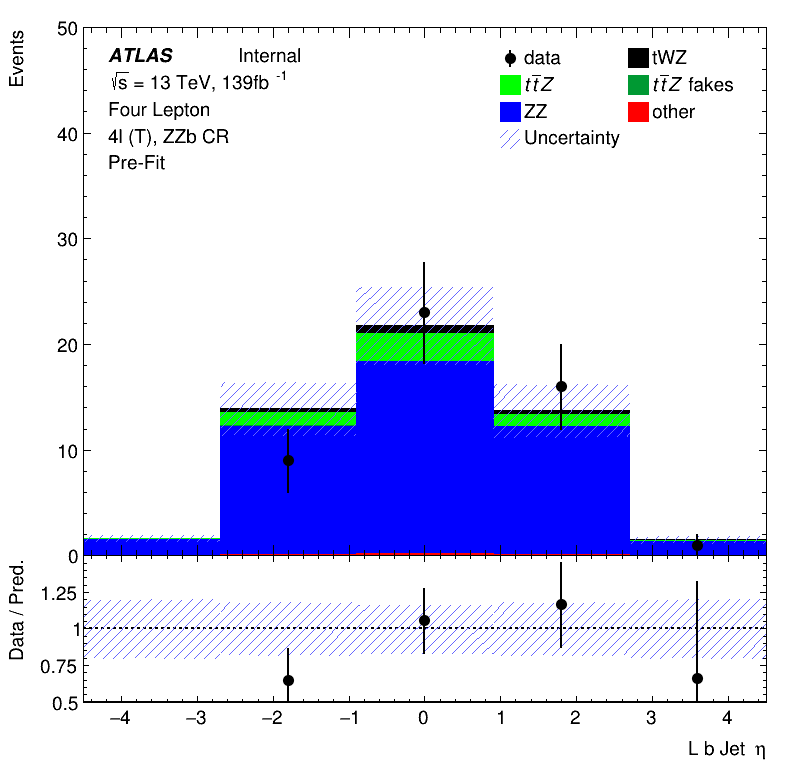 Events
50
40
30
20
10
0
ATLAS Internal
√s = 13 TeV, 139fb⁻¹
Four Lepton
4l (T), ZZb CR
Pre-Fit
data
tt̄Z
ZZ
Uncertainty
tWZ
tt̄Z fakes
other
Data / Pred.
1.25
1
0.75
0.5
−4 −3 −2 −1 0 1 2 3 4
L b Jet η